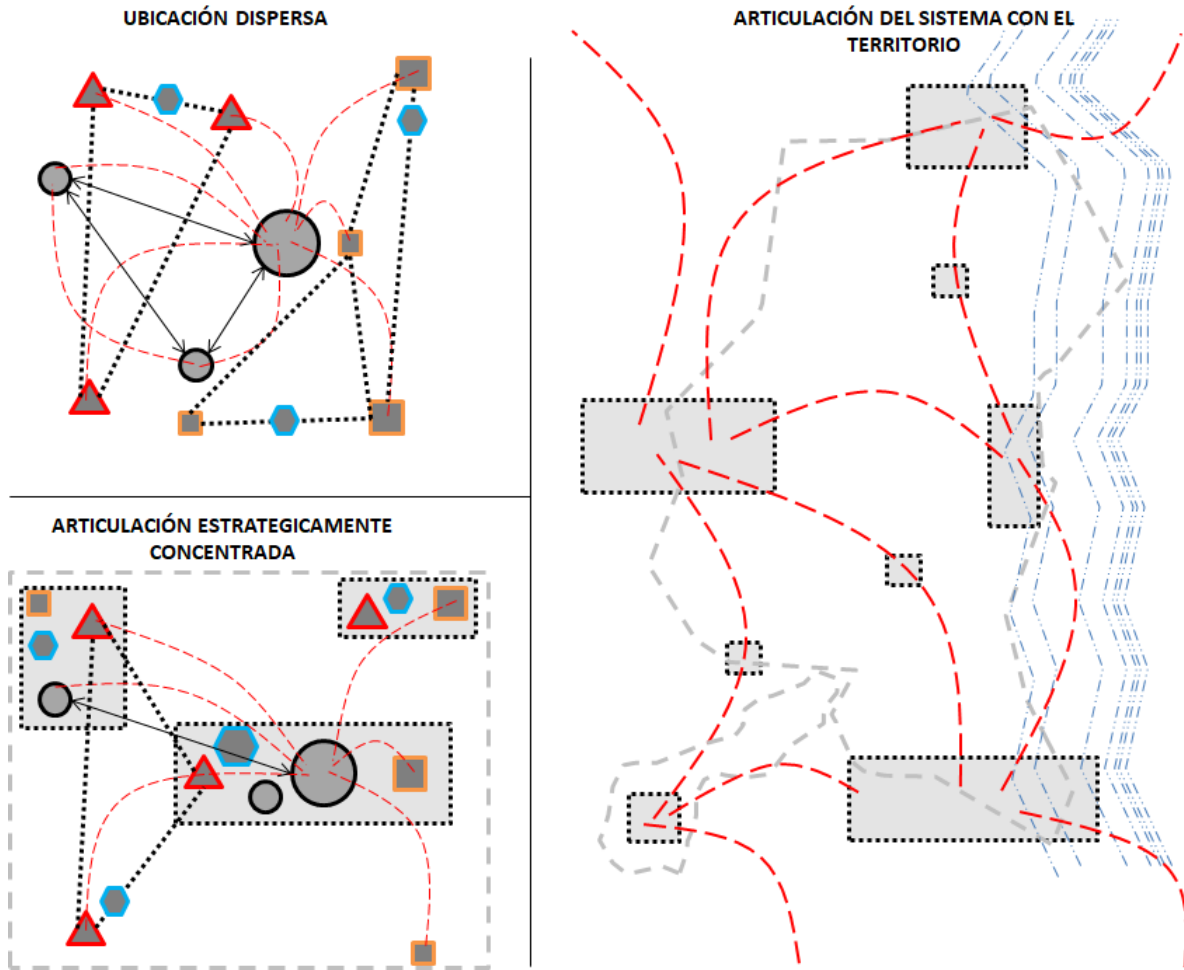 UBICACIÓN DISPERSA
ARTICULACIÓN DEL SISTEMA CON EL
TERRITORIO
ARTICULACIÓN ESTRATEGICAMENTE
CONCENTRADA